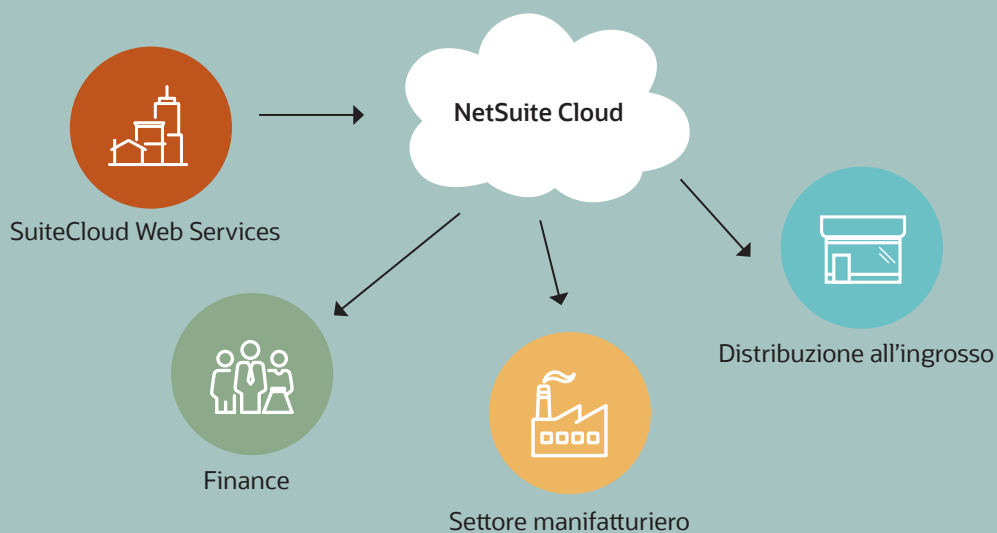 NetSuite Cloud
SuiteCloud Web Services
Distribuzione all'ingrosso
Finance
Settore manifatturiero